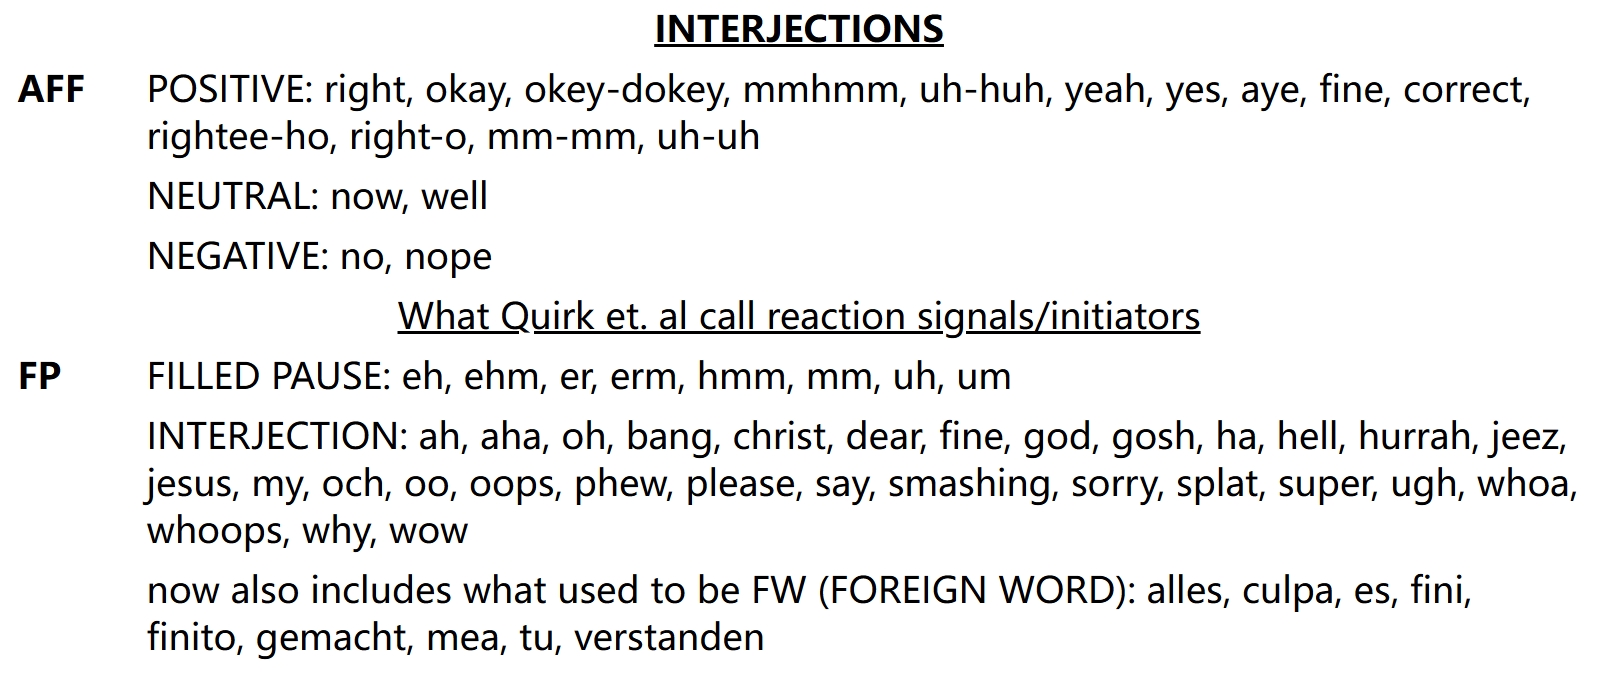 INTERJECTIONS
AFF POSITIVE: right, okay, okey-dokey, mmhmm, uh-huh, yeah, yes, aye, fine, correct,
rightee-ho, right-o, mm-mm, uh-uh
NEUTRAL: now, well
NEGATIVE: no, nope
What Quirk et. al call reaction signals/initiators
FP FILLED PAUSE: eh, ehm, er, erm, hmm, mm, uh, um
INTERJECTION: ah, aha, oh, bang, christ, dear, fine, god, gosh, ha, hell, hurrah, jeez,
jesus, my, och, oo, oops, phew, please, say, smashing, sorry, splat, super, ugh, whoa,
whoops, why, wow
now also includes what used to be FW (FOREIGN WORD): alles, culpa, es, fini,
finito, gemacht, mea, tu, verstanden